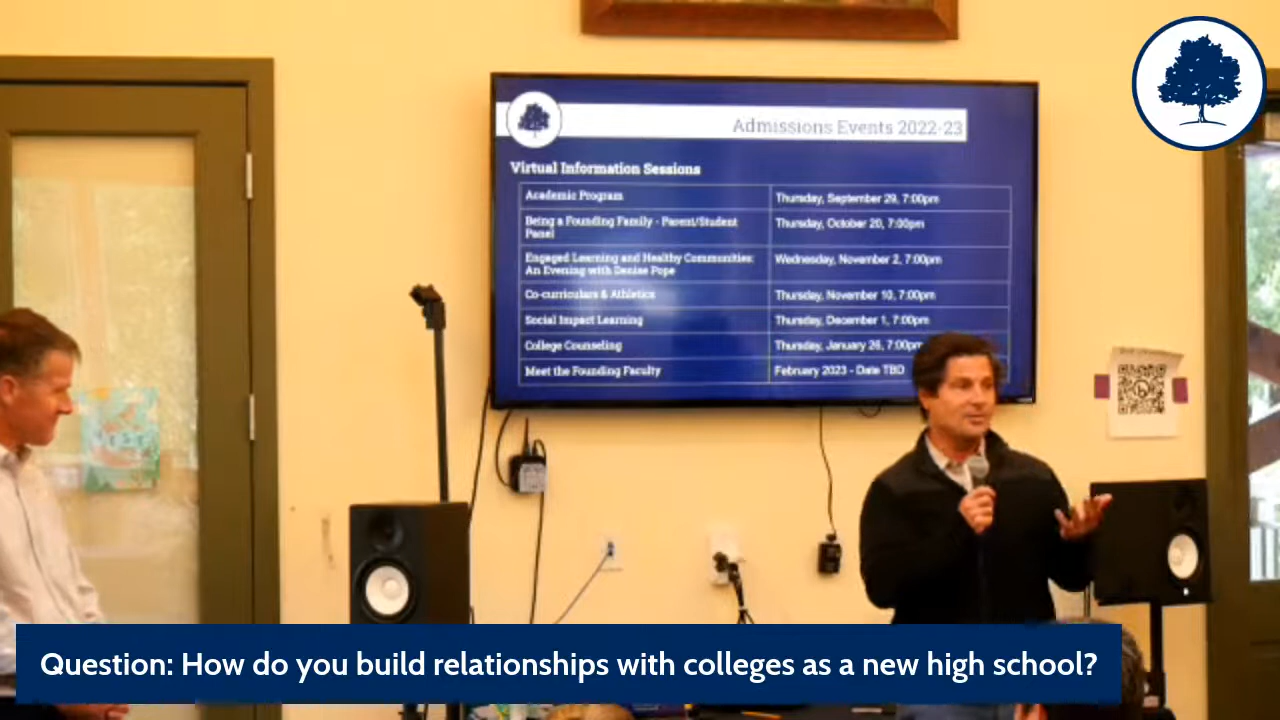 Admissions Events 2022-23
Virtual Information Sessions
Academic Program
Thursday, September 29, 7:00pm
Being a Founding Family - Parent/Student
Panel
Thursday, October 20, 7:00pm
Engaged Learning and Healthy Communities:
An Evening with Denise Pope
Wednesday, November 2, 7:00pm
Co-curriculars & Athletics
Thursday, November 10, 7:00pm
Social Impact Learning
Thursday, December 1, 7:00pm
College Counseling
Thursday, January 26, 7:00pm
Meet the Founding Faculty
February 2023 - Date TBD
Question: How do you build relationships with colleges as a new high school?